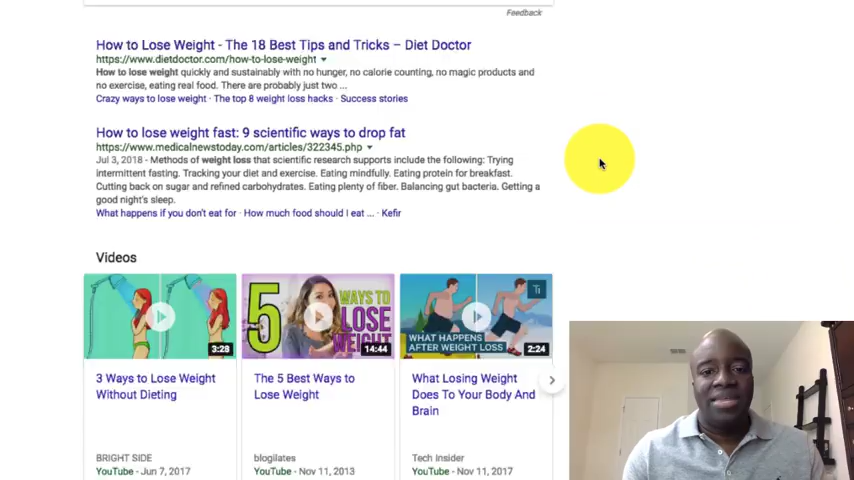 Feedback
How to Lose Weight - The 18 Best Tips and Tricks – Diet Doctor
https://www.dietdoctor.com/how-to-lose-weight
How to lose weight quickly and sustainably with no hunger, no calorie counting, no magic products and
no exercise, eating real food. There are probably just two ...
Crazy ways to lose weight · The top 8 weight loss hacks · Success stories
How to lose weight fast: 9 scientific ways to drop fat
https://www.medicalnewstoday.com/articles/322345.php
Jul 3, 2018 - Methods of weight loss that scientific research supports include the following: Trying
intermittent fasting. Tracking your diet and exercise. Eating mindfully. Eating protein for breakfast.
Cutting back on sugar and refined carbohydrates. Eating plenty of fiber. Balancing gut bacteria. Getting a
good night's sleep.
What happens if you don't eat for · How much food should I eat ... · Kefir
Videos
3:28
5 WAYS TO LOSE WEIGHT
14:44
Ti
WHAT HAPPENS
AFTER WEIGHT LOSS
2:24
3 Ways to Lose Weight
Without Dieting
BRIGHT SIDE
YouTube - Jun 7, 2017
The 5 Best Ways to
Lose Weight
blogilates
YouTube - Nov 11, 2013
What Losing Weight
Does To Your Body And
Brain
Tech Insider
YouTube - Nov 11, 2017